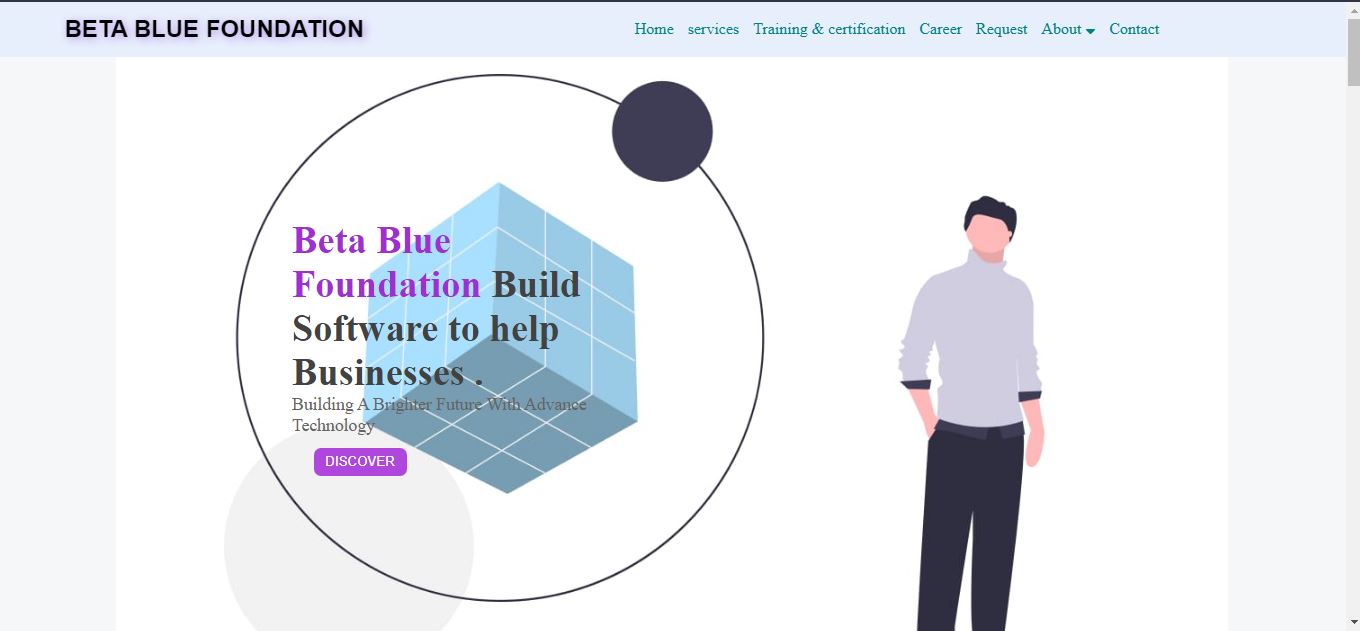 BETA BLUE FOUNDATION
Home services Training & certification Career Request About Contact
Beta Blue
Foundation Build
Software to help
Businesses .
Building A Brighter Future With Advance
Technology
DISCOVER